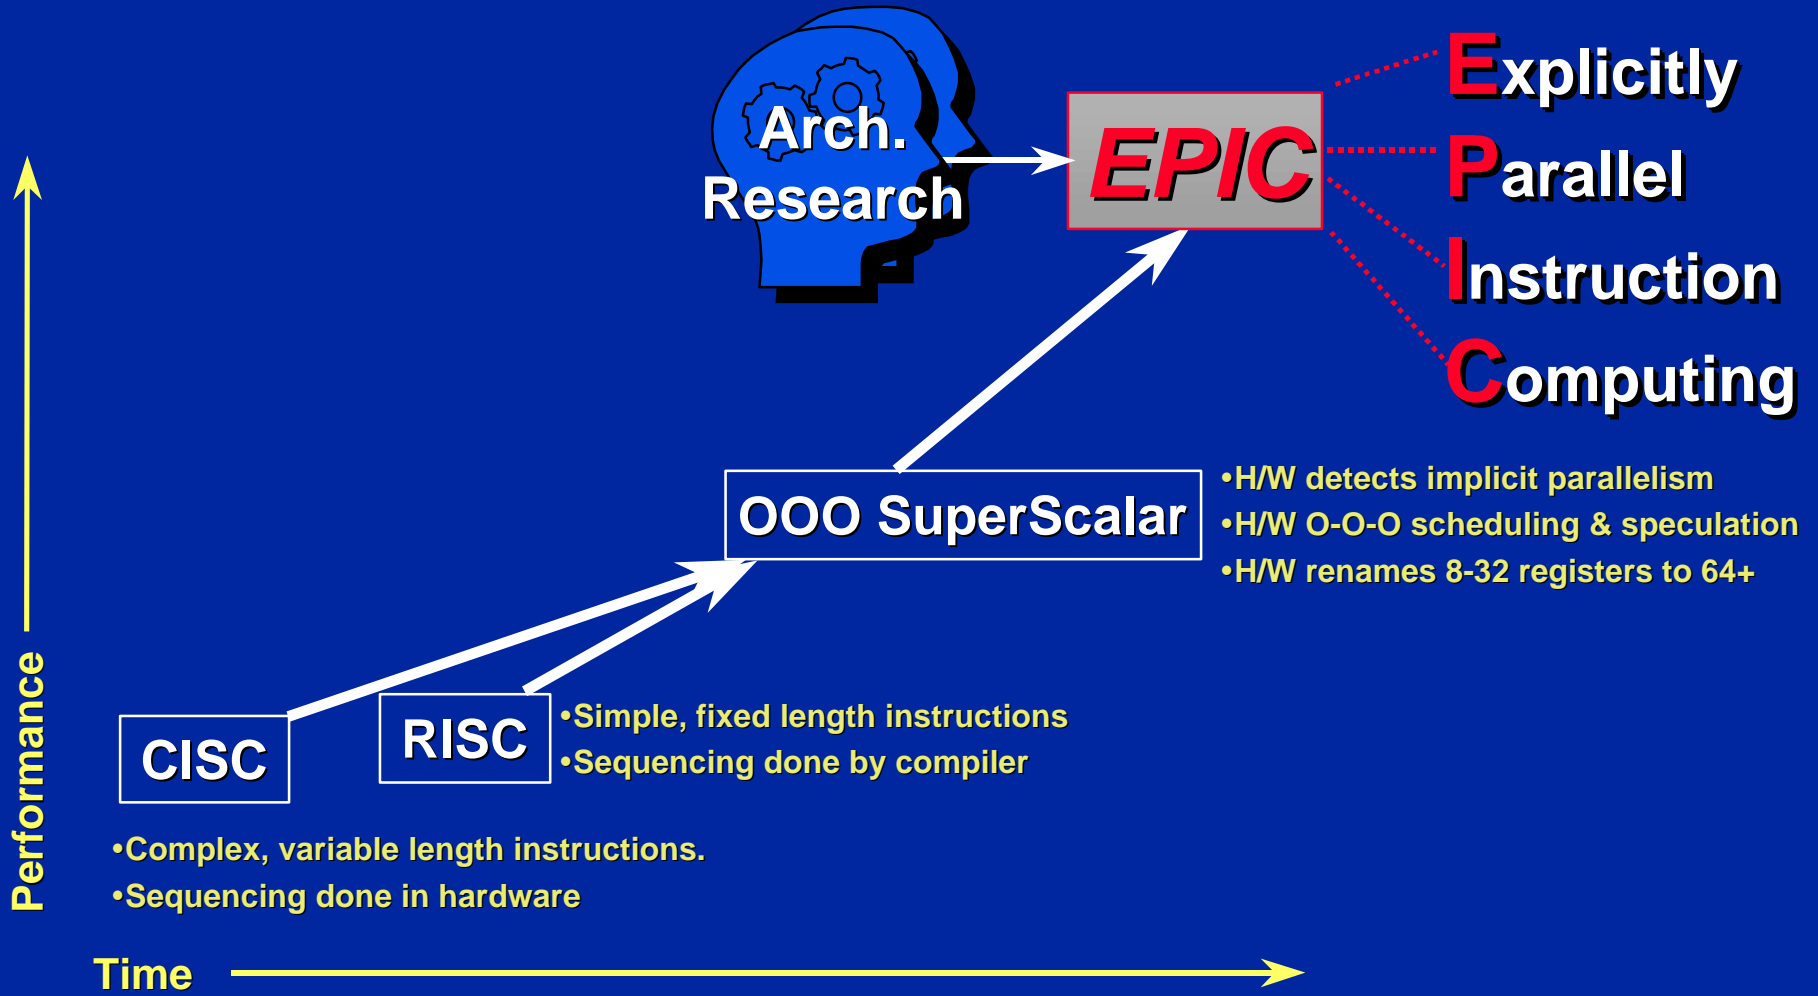 Arch.
Research
EPIC
Explicitly
Parallel
Instruction
Computing
OOO SuperScalar
•H/W detects implicit parallelism
•H/W O-O-O scheduling & speculation
•H/W renames 8-32 registers to 64+
RISC
•Simple, fixed length instructions
•Sequencing done by compiler
CISC
•Complex, variable length instructions.
•Sequencing done in hardware
Performance
Time